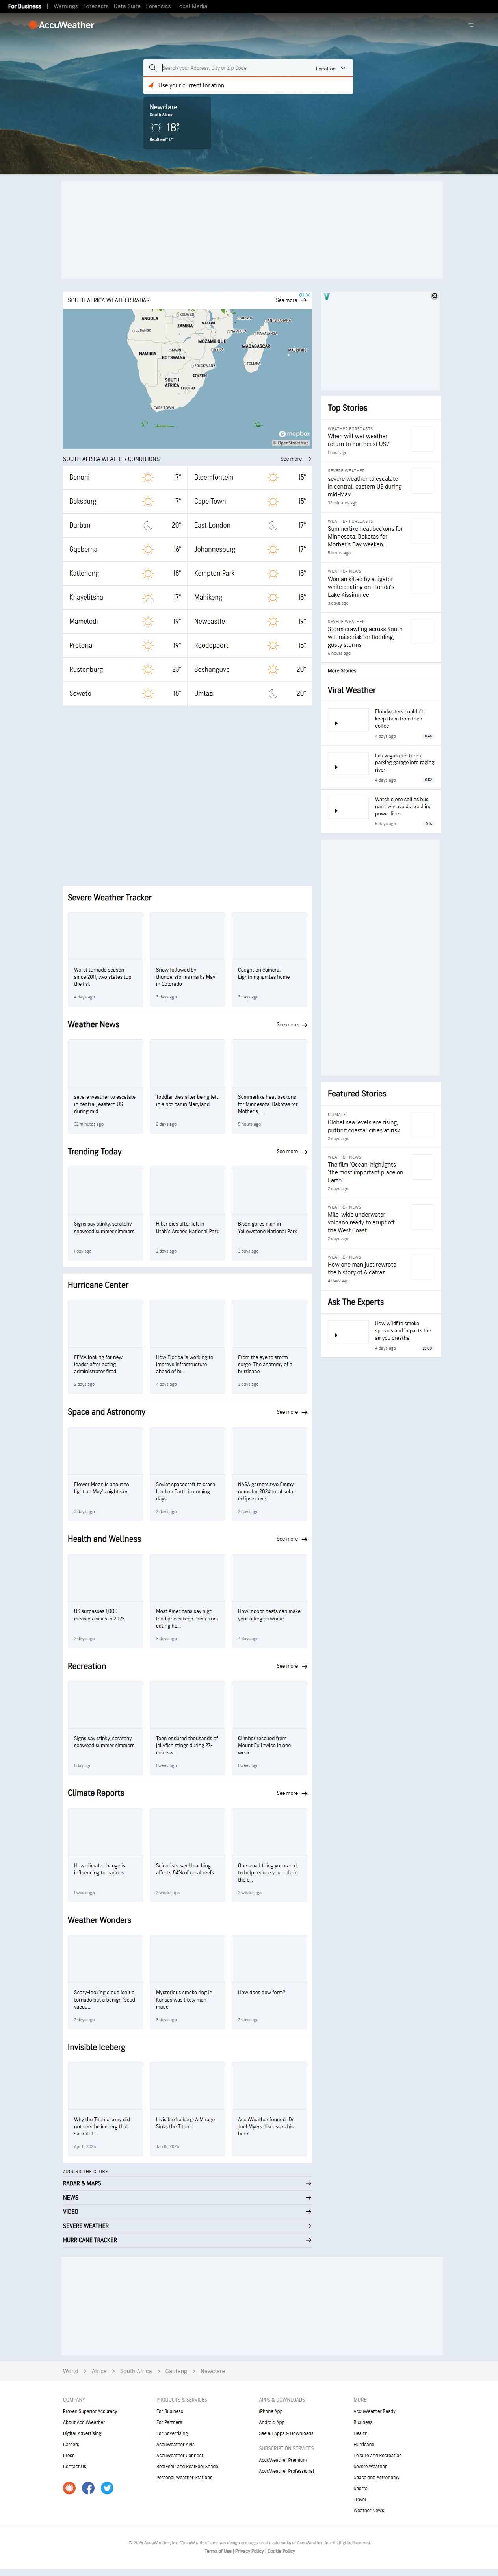 For Business | Warnings Forecasts Data Suite Forensics Local Media
AccuWeather
Search your Address, City or Zip Code
Location
Use your current location
Newclare
South Africa
18°
RealFeel® 17°
SOUTH AFRICA WEATHER RADAR
See more
ANGOLA
ZAMBIA
MALAWI
COMOROS
ANTSIRANANA
LUBANGO
KOLWEZI
NAMPULA
MAHAJANGA
MOZAMBIQUE
HARARE
BEIRA
MADAGASCAR
MAURITIUS
NAMIBIA
BOTSWANA
MAUN
POLOKWANE
TOLIARA
ESWATINI
SOUTH
AFRICA
LESOTHO
CAPE TOWN
mapbox
© OpenStreetMap
SOUTH AFRICA WEATHER CONDITIONS
See more
Benoni 17°
Bloemfontein 15°
Boksburg 17°
Cape Town 15°
Durban 20°
East London 17°
Gqeberha 16°
Johannesburg 17°
Katlehong 18°
Kempton Park 18°
Khayelitsha 17°
Mahikeng 18°
Mamelodi 19°
Newcastle 19°
Pretoria 19°
Roodepoort 18°
Rustenburg 23°
Soshanguve 20°
Soweto 18°
Umlazi 20°
Severe Weather Tracker
Worst tornado season
since 2011, two states top
the list
4 days ago
Snow followed by
thunderstorms marks May
in Colorado
3 days ago
Caught on camera:
Lightning ignites home
3 days ago
Weather News
See more
severe weather to escalate
in central, eastern US
during mid...
32 minutes ago
Toddler dies after being left
in a hot car in Maryland
2 days ago
Summerlike heat beckons
for Minnesota, Dakotas for
Mother's ...
5 hours ago
Trending Today
See more
Signs say stinky, scratchy
seaweed summer simmers
1 day ago
Hiker dies after fall in
Utah's Arches National Park
2 days ago
Bison gores man in
Yellowstone National Park
3 days ago
Hurricane Center
FEMA looking for new
leader after acting
administrator fired
2 days ago
How Florida is working to
improve infrastructure
ahead of hu...
4 days ago
From the eye to storm
surge: The anatomy of a
hurricane
3 days ago
Space and Astronomy
See more
Flower Moon is about to
light up May's night sky
3 days ago
Soviet spacecraft to crash
land on Earth in coming
days
2 days ago
NASA garners two Emmy
noms for 2024 total solar
eclipse cove...
2 days ago
Health and Wellness
See more
US surpasses 1,000
measles cases in 2025
2 days ago
Most Americans say high
food prices keep them from
eating he...
3 days ago
How indoor pests can make
your allergies worse
4 days ago
Recreation
See more
Signs say stinky, scratchy
seaweed summer simmers
1 day ago
Teen endured thousands of
jellyfish stings during 27-
mile sw...
1 week ago
Climber rescued from
Mount Fuji twice in one
week
1 week ago
Climate Reports
See more
How climate change is
influencing tornadoes
1 week ago
Scientists say bleaching
affects 84% of coral reefs
2 weeks ago
One small thing you can do
to help reduce your role in
the c...
2 weeks ago
Weather Wonders
Scary-looking cloud isn't a
tornado but a benign 'scud
vacuu...
2 days ago
Mysterious smoke ring in
Kansas was likely man-
made
3 days ago
How does dew form?
2 days ago
Invisible Iceberg
Why the Titanic crew did
not see the iceberg that
sank it 11...
Apr 11, 2025
Invisible Iceberg: A Mirage
Sinks the Titanic
Jan 15, 2025
AccuWeather founder Dr.
Joel Myers discusses his
book
AROUND THE GLOBE
RADAR & MAPS
NEWS
VIDEO
SEVERE WEATHER
HURRICANE TRACKER
Top Stories
WEATHER FORECASTS
When will wet weather
return to northeast US?
1 hour ago
SEVERE WEATHER
severe weather to escalate
in central, eastern US during
mid-May
32 minutes ago
WEATHER FORECASTS
Summerlike heat beckons for
Minnesota, Dakotas for
Mother's Day weeken...
5 hours ago
WEATHER NEWS
Woman killed by alligator
while boating on Florida's
Lake Kissimmee
3 days ago
SEVERE WEATHER
Storm crawling across South
will raise risk for flooding,
gusty storms
6 hours ago
More Stories
Viral Weather
Floodwaters couldn't
keep them from their
coffee
4 days ago 0:46
Las Vegas rain turns
parking garage into raging
river
4 days ago 0:52
Watch close call as bus
narrowly avoids crashing
power lines
5 days ago 0:14
Featured Stories
CLIMATE
Global sea levels are rising,
putting coastal cities at risk
2 days ago
WEATHER NEWS
The film 'Ocean' highlights
'the most important place on
Earth'
2 days ago
WEATHER NEWS
Mile-wide underwater
volcano ready to erupt off
the West Coast
2 days ago
WEATHER NEWS
How one man just rewrote
the history of Alcatraz
4 days ago
Ask The Experts
How wildfire smoke
spreads and impacts the
air you breathe
4 days ago 20:00
World > Africa > South Africa > Gauteng > Newclare
COMPANY
Proven Superior Accuracy
About AccuWeather
Digital Advertising
Careers
Press
Contact Us
PRODUCTS & SERVICES
For Business
For Partners
For Advertising
AccuWeather APIs
AccuWeather Connect
RealFeel® and RealFeel Shade™
Personal Weather Stations
APPS & DOWNLOADS
iPhone App
Android App
See all Apps & Downloads
SUBSCRIPTION SERVICES
AccuWeather Premium
AccuWeather Professional
MORE
AccuWeather Ready
Business
Health
Hurricane
Leisure and Recreation
Severe Weather
Space and Astronomy
Sports
Travel
Weather News
© 2025 AccuWeather, Inc. "AccuWeather" and sun design are registered trademarks of AccuWeather, Inc. All Rights Reserved.
Terms of Use | Privacy Policy | Cookie Policy